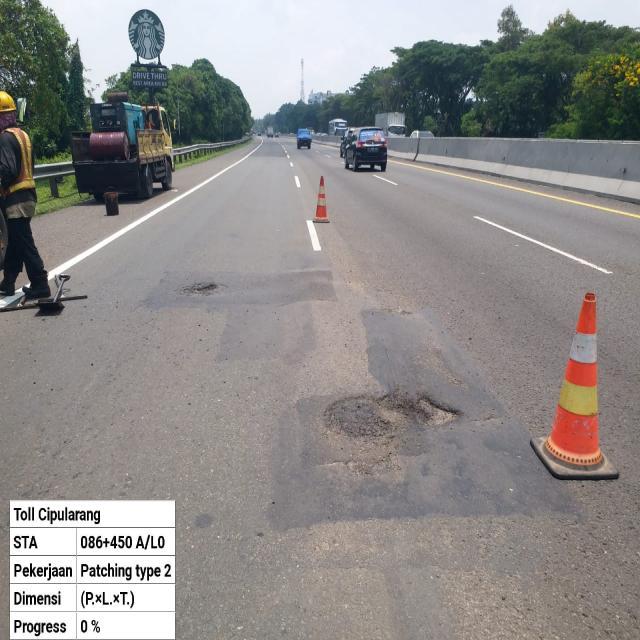 DRIVE THRU
Toll Cipularang
STA 086+450 A/L0
Pekerjaan Patching type 2
Dimensi (P.×L.×T.)
Progress 0 %